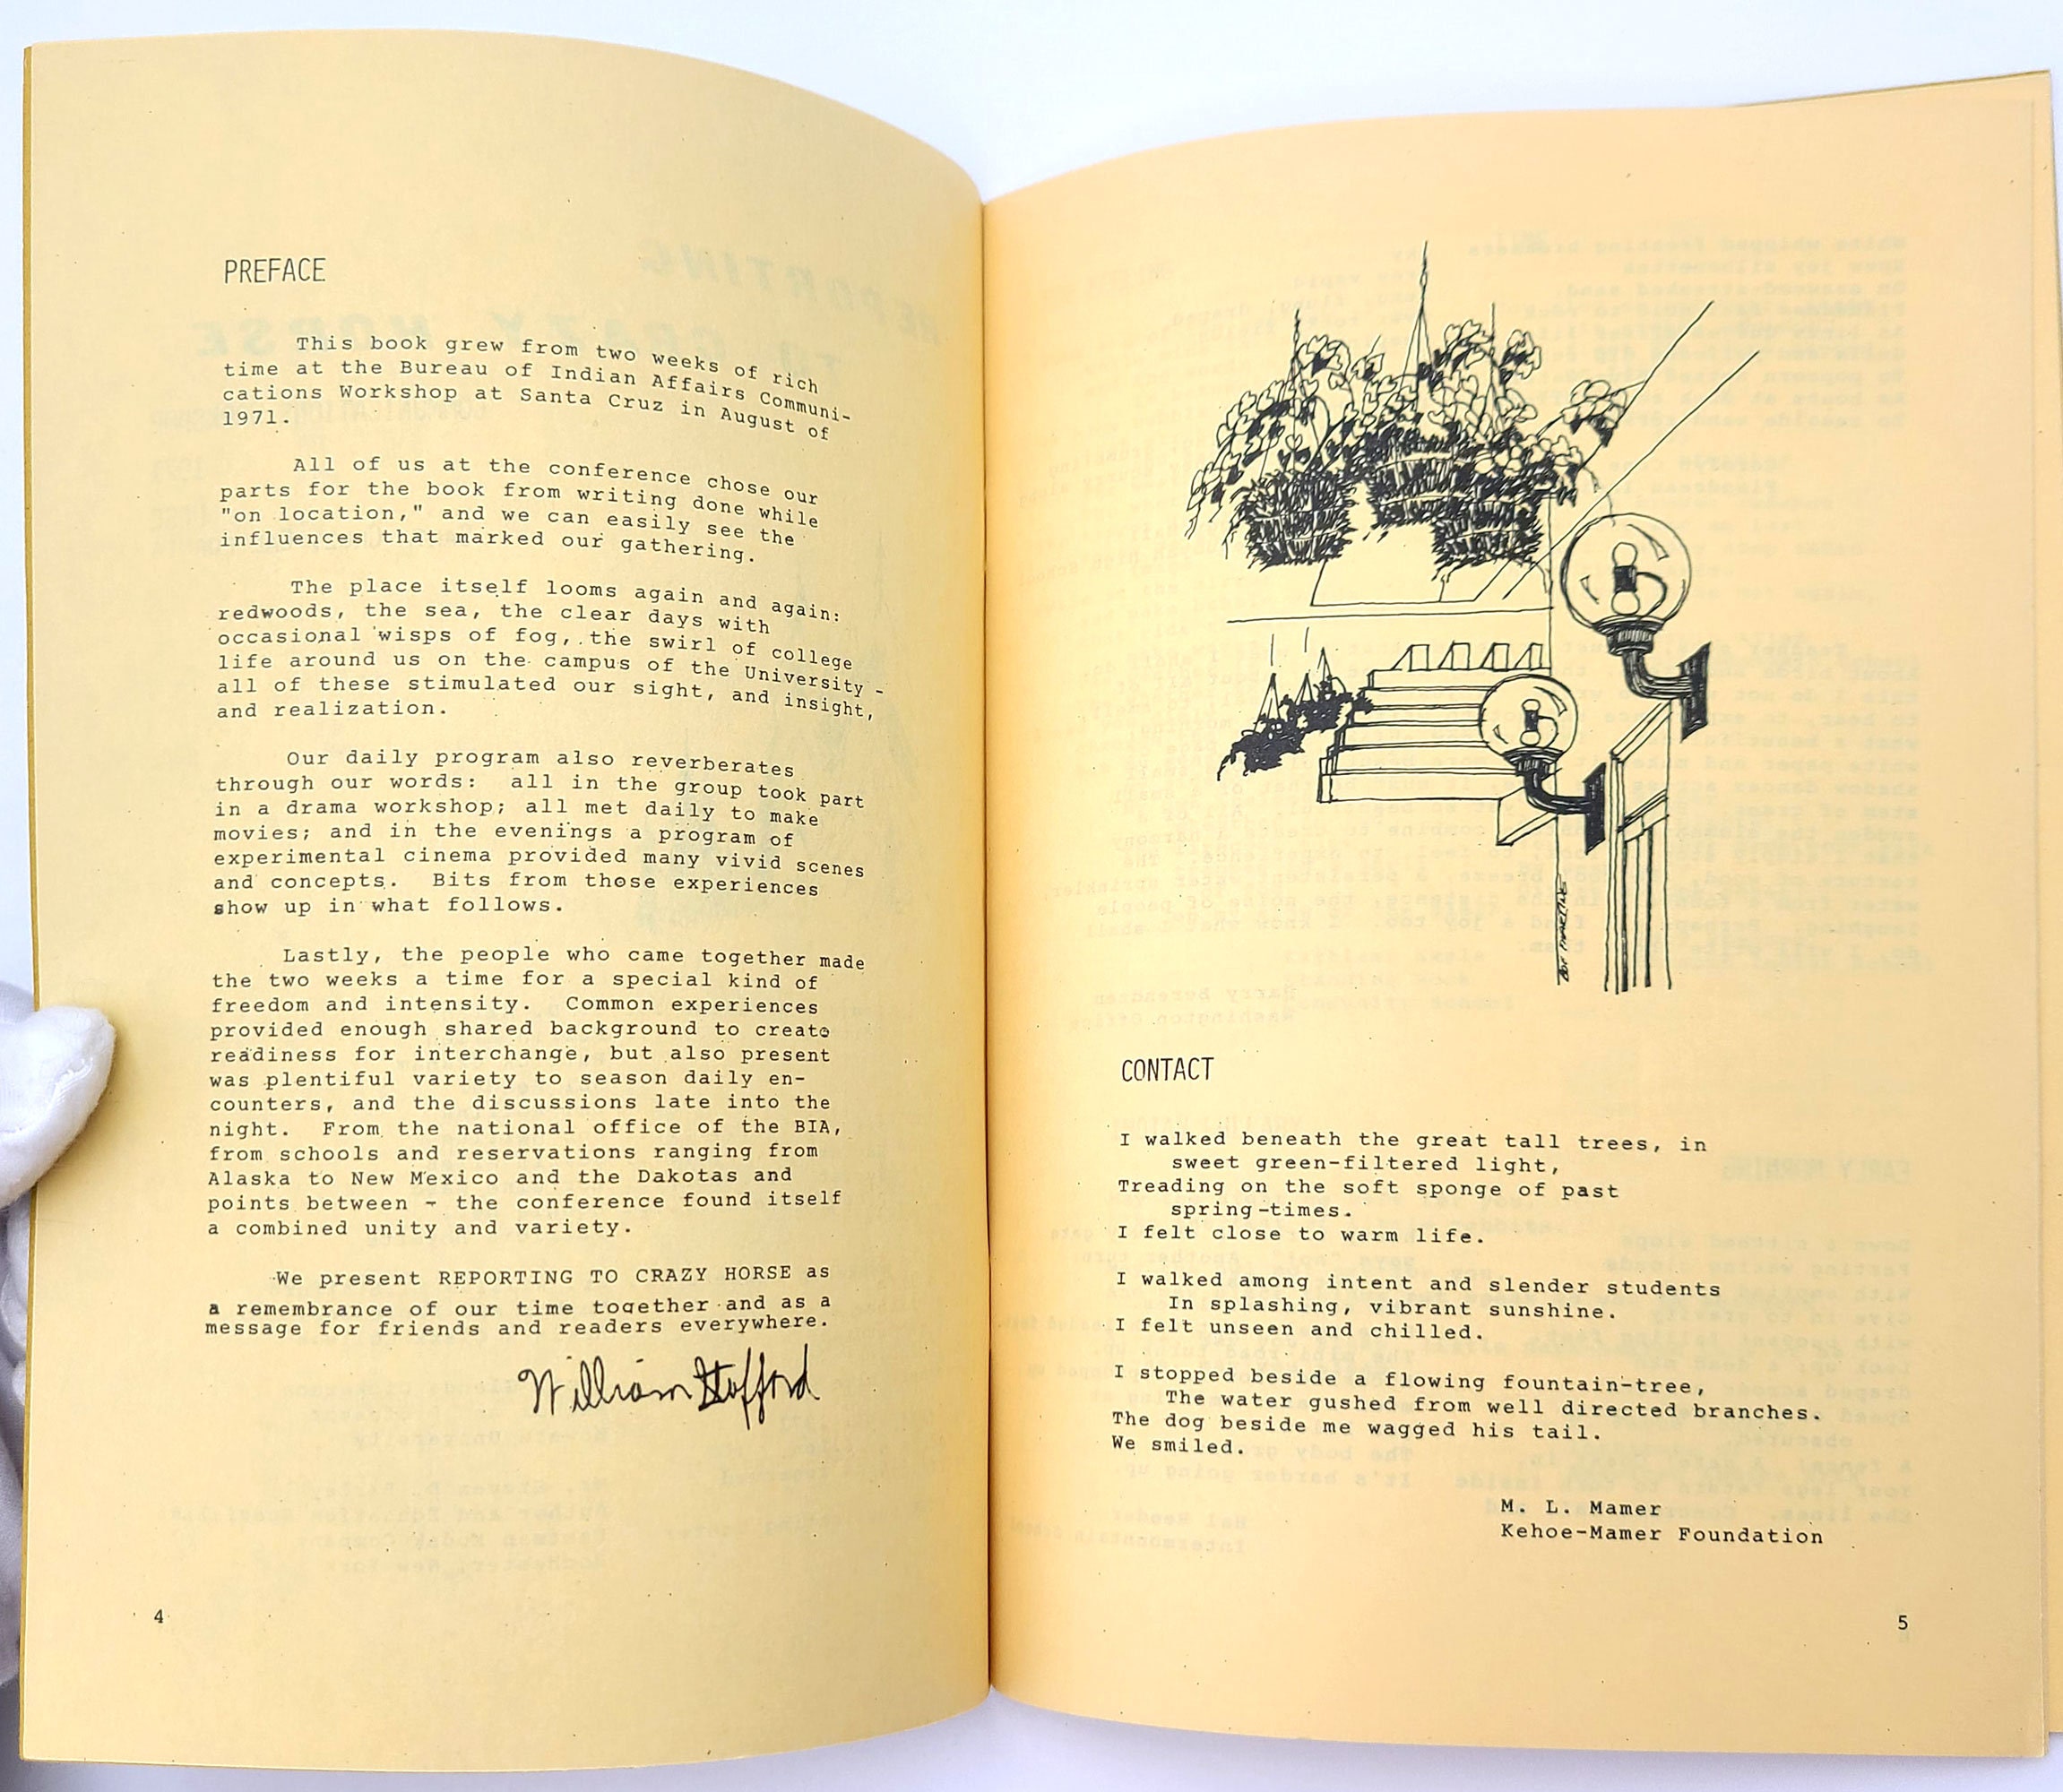 PREFACE
This book grew from two weeks of rich
time at the Bureau of Indian Affairs Communi-
cations Workshop at Santa Cruz in August of
1971.
All of us at the conference chose our
parts for the book from writing done while
"on location," and we can easily see the
influences that marked our gathering.
The place itself looms again and again:
redwoods, the sea, the clear days with
occasional wisps of fog, the swirl of college
life around us on the campus of the University -
all of these stimulated our sight, and insight,
and realization.
Our daily program also reverberates
through our words: all in the group took part
in a drama workshop; all met daily to make
movies; and in the evenings a program of
experimental cinema provided many vivid scenes
and concepts. Bits from those experiences
show up in what follows.
Lastly, the people who came together made
the two weeks a time for a special kind of
freedom and intensity. Common experiences
provided enough shared background to create
readiness for interchange, but also present
was plentiful variety to season daily en-
counters, and the discussions late into the
night. From the national office of the BIA,
from schools and reservations ranging from
Alaska to New Mexico and the Dakotas and
points between - the conference found itself
a combined unity and variety.
We present REPORTING TO CRAZY HORSE as
a remembrance of our time together and as a
message for friends and readers everywhere.
William Stafford
4
CONTACT
I walked beneath the great tall trees, in
sweet green-filtered light,
Treading on the soft sponge of past
spring-times.
I felt close to warm life.
I walked among intent and slender students
In splashing, vibrant sunshine.
I felt unseen and chilled.
I stopped beside a flowing fountain-tree,
The water gushed from well directed branches.
The dog beside me wagged his tail.
We smiled.
M. L. Mamer
Kehoe-Mamer Foundation
5